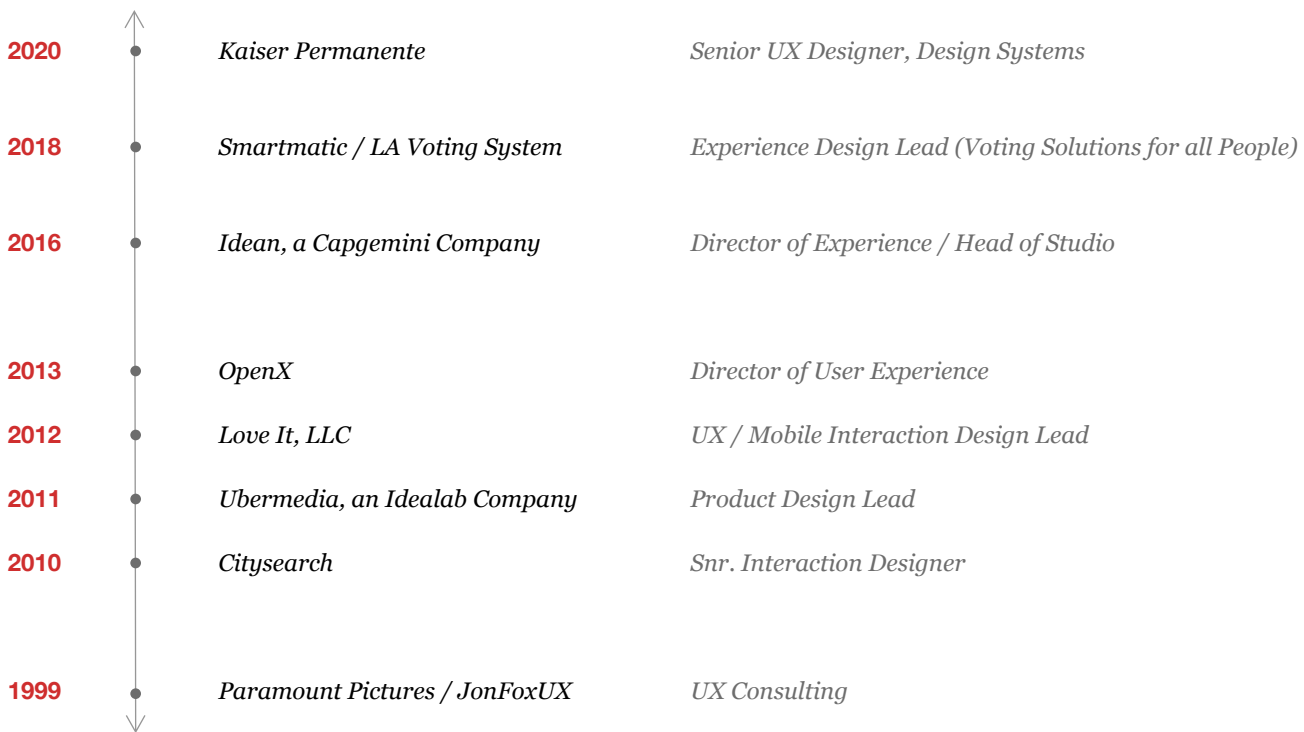 2020 Kaiser Permanente Senior UX Designer, Design Systems
2018 Smartmatic / LA Voting System Experience Design Lead (Voting Solutions for all People)
2016 Idean, a Capgemini Company Director of Experience / Head of Studio
2013 OpenX Director of User Experience
2012 Love It, LLC UX / Mobile Interaction Design Lead
2011 Ubermedia, an Idealab Company Product Design Lead
2010 Citysearch Snr. Interaction Designer
1999 Paramount Pictures / JonFoxUX UX Consulting